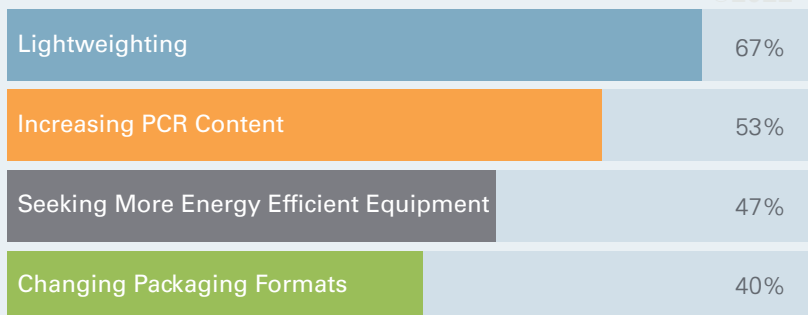 Lightweighting 67%
Increasing PCR Content 53%
Seeking More Energy Efficient Equipment 47%
Changing Packaging Formats 40%